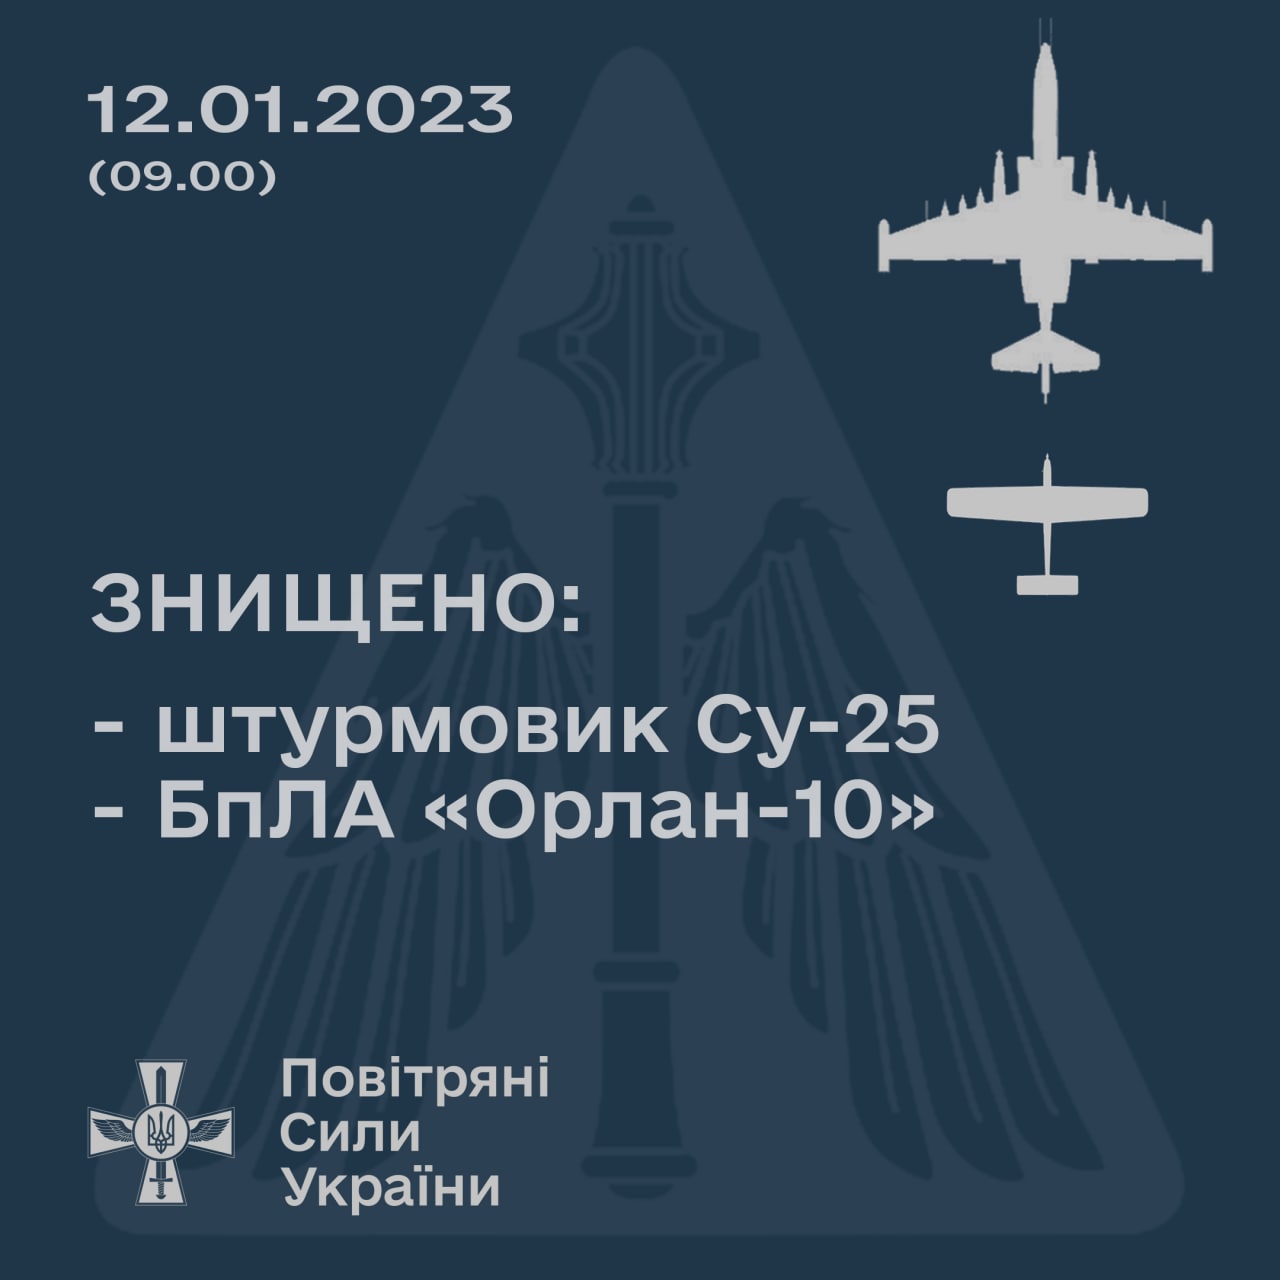 12.01.2023
(09.00)
ЗНИЩЕНО:
- штурмовик Су-25
- БпЛА «Орлан-10»
Повітряні
Сили
України